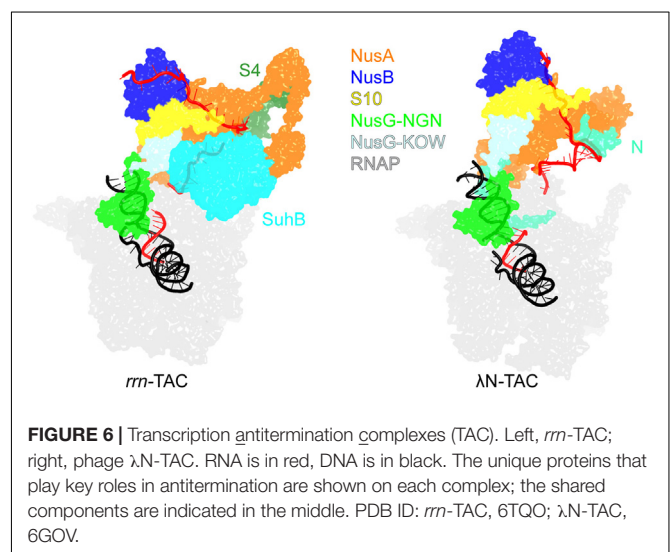 S4
NusA
NusB
S10
NusG-NGN
NusG-KOW
RNAP
N
SuhB
rrn-TAC
λN-TAC
FIGURE 6 | Transcription antitermination complexes (TAC). Left, rrn-TAC;
right, phage λN-TAC. RNA is in red, DNA is in black. The unique proteins that
play key roles in antitermination are shown on each complex; the shared
components are indicated in the middle. PDB ID: rrn-TAC, 6TQO; λN-TAC,
6GOV.